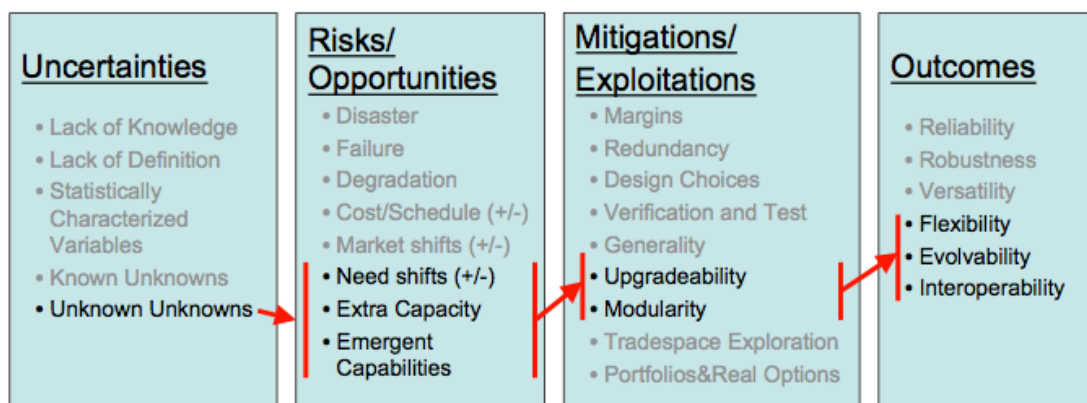 Uncertainties
• Lack of Knowledge
• Lack of Definition
• Statistically
Characterized
Variables
• Known Unknowns
• Unknown Unknowns
Risks/
Opportunities
• Disaster
• Failure
• Degradation
• Cost/Schedule (+/-)
• Market shifts (+/-)
• Need shifts (+/-)
• Extra Capacity
• Emergent
Capabilities
Mitigations/
Exploitations
• Margins
• Redundancy
• Design Choices
• Verification and Test
• Generality
• Upgradeability
• Modularity
• Tradespace Exploration
• Portfolios&Real Options
Outcomes
• Reliability
• Robustness
• Versatility
• Flexibility
• Evolvability
• Interoperability